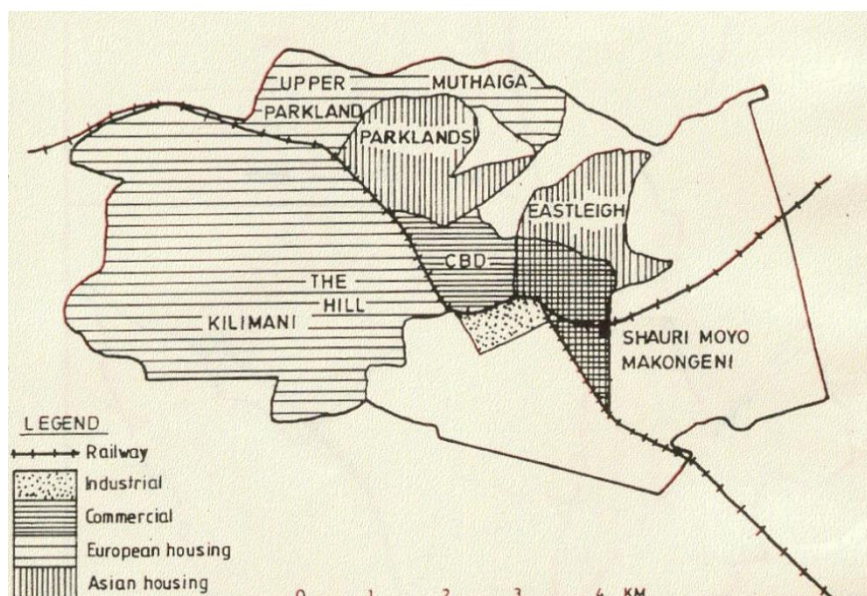 UPPER MUTHAIGA
PARKLAND
PARKLANDS
EASTLEIGH
CBD
THE
HILL
KILIMANI
SHAURI MOYO
MAKONGENI
LEGEND
Railway
Industrial
Commercial
European housing
Asian housing
0 1 2 3 4 KM